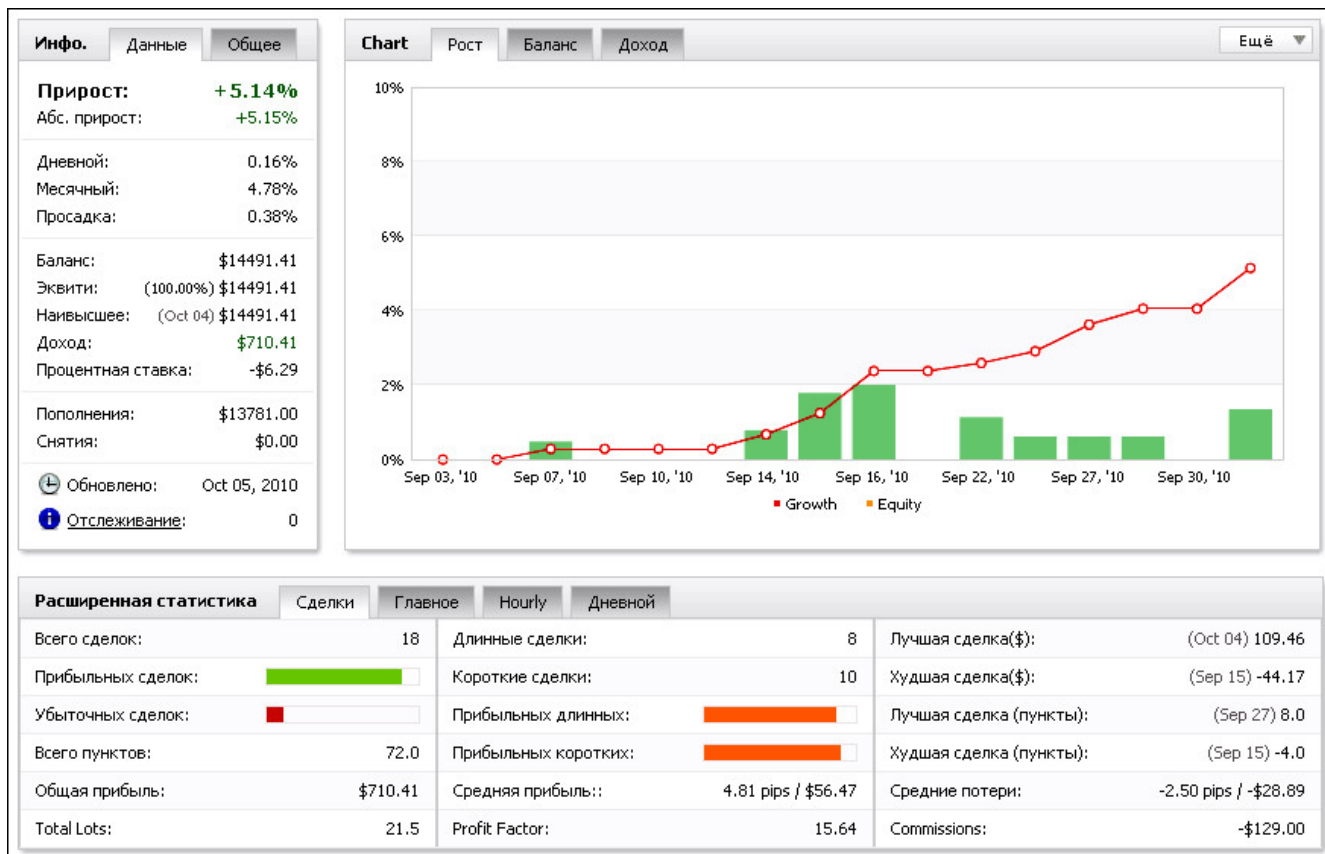 Инфо. Данные Общее
Прирост: +5.14%
Абс. прирост: +5.15%
Дневной: 0.16%
Месячный: 4.78%
Просадка: 0.38%
Баланс: $14491.41
Эквити: (100.00%) $14491.41
Наивысшее: (Oct 04) $14491.41
Доход: $710.41
Процентная ставка: -$6.29
Пополнения: $13781.00
Снятия: $0.00
Обновлено: Oct 05, 2010
Отслеживание: 0
Chart Рост Баланс Доход Ещё
10%
8%
6%
4%
2%
0%
Sep 03, '10 Sep 07, '10 Sep 10, '10 Sep 14, '10 Sep 16, '10 Sep 22, '10 Sep 27, '10 Sep 30, '10
Growth Equity
Расширенная статистика Сделки Главное Hourly Дневной
Всего сделок: 18 Длинные сделки: 8 Лучшая сделка($): (Oct 04) 109.46
Прибыльных сделок: Короткие сделки: 10 Худшая сделка($): (Sep 15) -44.17
Убыточных сделок: Прибыльных длинных: Лучшая сделка (пункты): (Sep 27) 8.0
Всего пунктов: 72.0 Прибыльных коротких: Худшая сделка (пункты): (Sep 15) -4.0
Общая прибыль: $710.41 Средняя прибыль:: 4.81 pips / $56.47 Средние потери: -2.50 pips / -$28.89
Total Lots: 21.5 Profit Factor: 15.64 Commissions: -$129.00